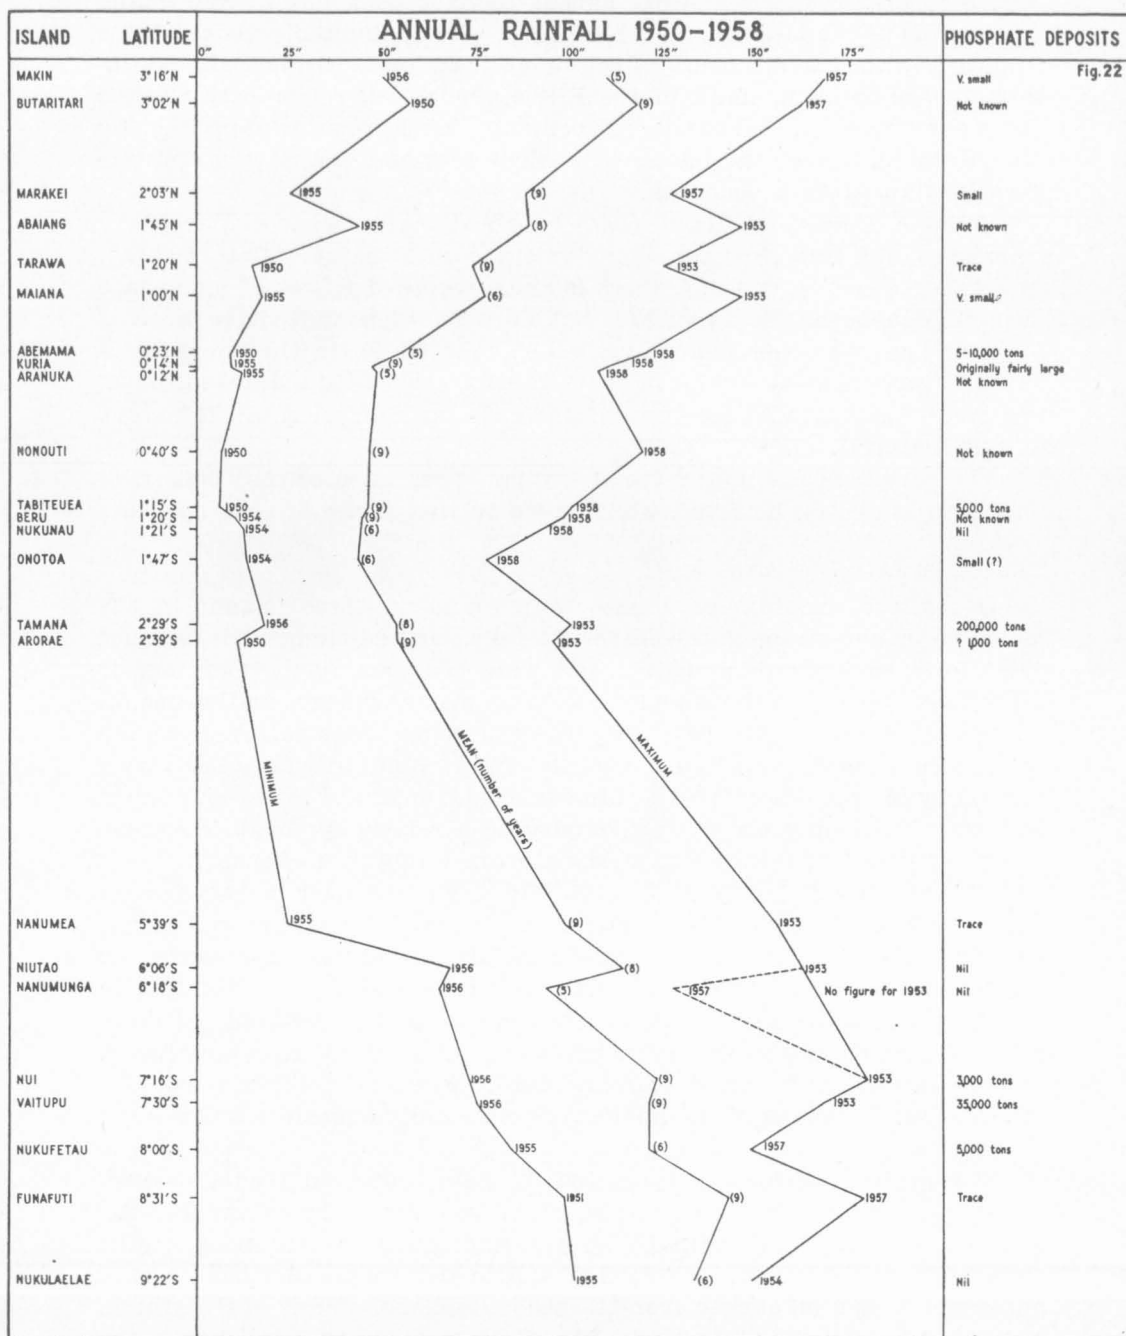 ISLAND LATITUDE ANNUAL RAINFALL 1950–1958 PHOSPHATE DEPOSITS
0" 25" 50" 75" 100" 125" 150" 175"
Fig.22
MAKIN 3°16'N 1956 (5) 1957 V. small
BUTARITARI 3°02'N 1950 (9) 1957 Not known
MARAKEI 2°03'N 1955 (9) 1957 Small
ABAIANG 1°45'N 1955 (8) 1953 Not known
TARAWA 1°20'N 1950 (9) 1953 Trace
MAIANA 1°00'N 1955 (6) 1953 V. small
ABEMAMA 0°23'N 1950 (5) 1958 5–10,000 tons
KURIA 0°14'N 1955 (9) 1958 Originally fairly large
ARANUKA 0°12'N 1955 (5) 1958 Not known
NONOUTI 0°40'S 1950 (9) 1958 Not known
TABITEUEA 1°15'S 1950 (9) 1958 5,000 tons
BERU 1°20'S 1954 (9) 1958 Not known
NUKUNAU 1°21'S 1954 (6) 1958 Nil
ONOTOA 1°47'S 1954 (6) 1958 Small (?)
TAMANA 2°29'S 1956 (8) 1953 200,000 tons
ARORAE 2°39'S 1950 (9) 1953 ? 1,000 tons
MINIMUM
MEAN (number of years)
MAXIMUM
NANUMEA 5°39'S 1955 (9) 1953 Trace
NIUTAO 6°06'S 1956 (8) 1953 Nil
NANUMUNGA 6°18'S 1956 (5) 1957 No figure for 1953 Nil
NUI 7°16'S 1956 (9) 1953 3,000 tons
VAITUPU 7°30'S 1956 (9) 1953 35,000 tons
NUKUFETAU 8°00'S 1955 (6) 1957 5,000 tons
FUNAFUTI 8°31'S 1951 (9) 1957 Trace
NUKULAELAE 9°22'S 1955 (6) 1954 Nil